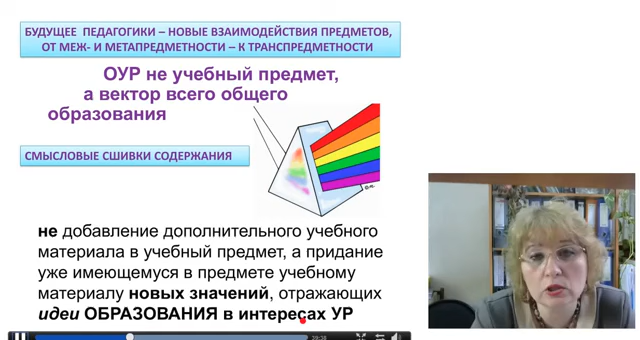 БУДУЩЕЕ ПЕДАГОГИКИ – НОВЫЕ ВЗАИМОДЕЙСТВИЯ ПРЕДМЕТОВ,
ОТ МЕЖ- И МЕТАПРЕДМЕТНОСТИ – К ТРАНСПРЕДМЕТНОСТИ
ОУР не учебный предмет,
а вектор всего общего
образования
СМЫСЛОВЫЕ СШИВКИ СОДЕРЖАНИЯ
не добавление дополнительного учебного
материала в учебный предмет, а придание
уже имеющемуся в предмете учебному
материалу новых значений, отражающих
идеи ОБРАЗОВАНИЯ в интересах УР